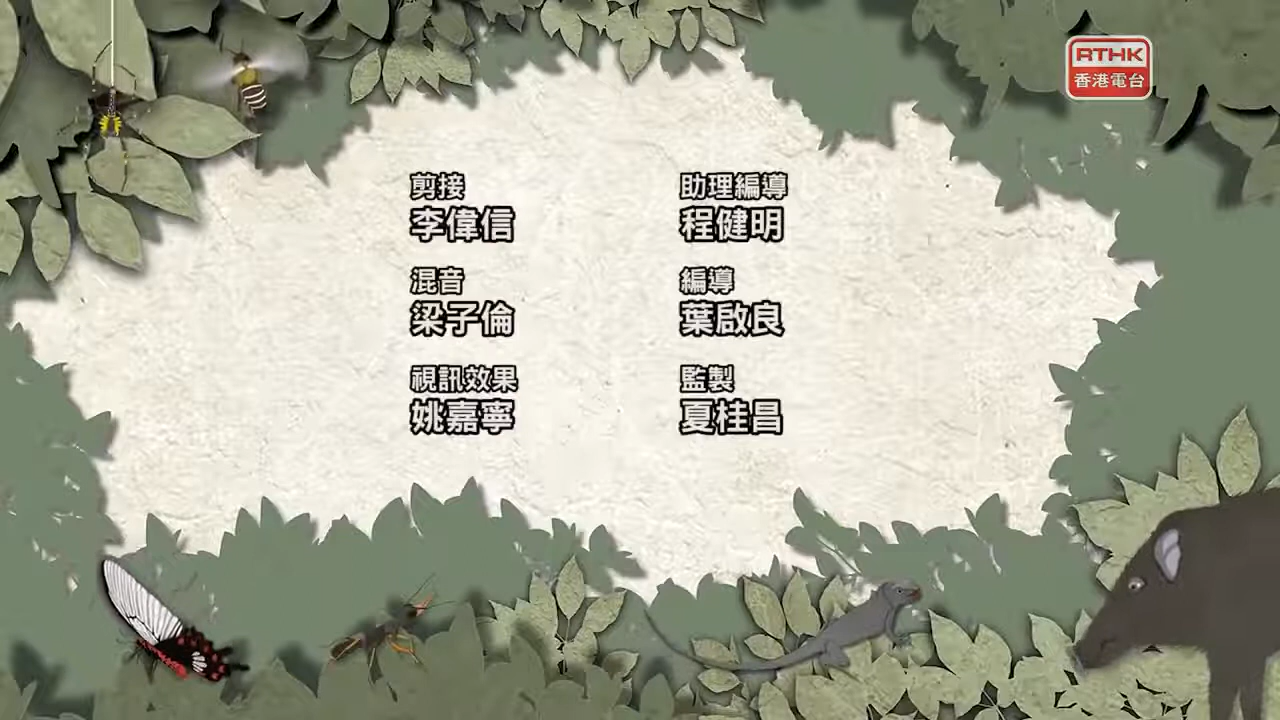 RTHK
香港電台
剪接
李偉信
混音
梁子倫
視訊效果
姚嘉寧
助理編導
程健明
編導
葉啟良
監製
夏桂昌